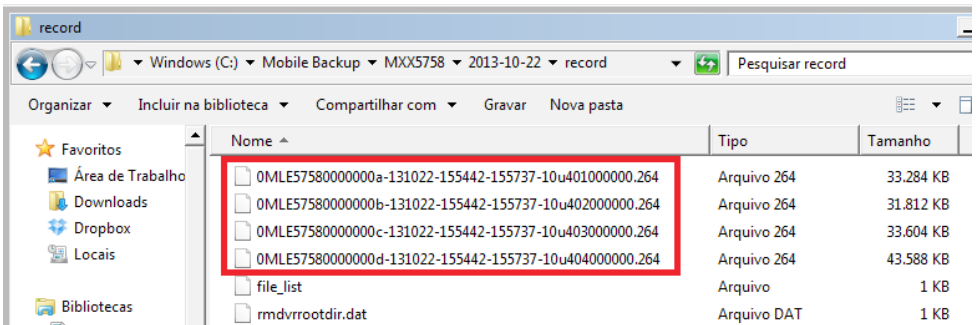 record
Windows (C:) Mobile Backup MXX5758 2013-10-22 record Pesquisar record
Organizar Incluir na biblioteca Compartilhar com Gravar Nova pasta
Favoritos
Área de Trabalho
Downloads
Dropbox
Locais
Bibliotecas
Nome Tipo Tamanho
0MLE57580000000a-131022-155442-155737-10u401000000.264 Arquivo 264 33.284 KB
0MLE57580000000b-131022-155442-155737-10u402000000.264 Arquivo 264 31.812 KB
0MLE57580000000c-131022-155442-155737-10u403000000.264 Arquivo 264 33.604 KB
0MLE57580000000d-131022-155442-155737-10u404000000.264 Arquivo 264 43.588 KB
file_list Arquivo 1 KB
rmdvrrootdir.dat Arquivo DAT 1 KB